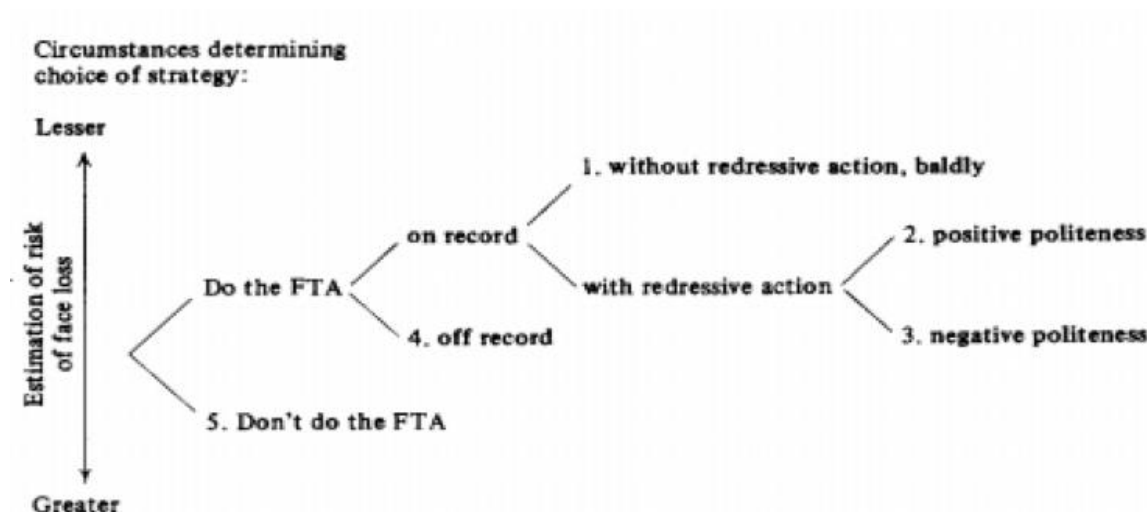 Circumstances determining
choice of strategy:
Lesser
Estimation of risk
of face loss
1. without redressive action, baldly
on record
2. positive politeness
Do the FTA
with redressive action
4. off record
3. negative politeness
5. Don't do the FTA
Greater